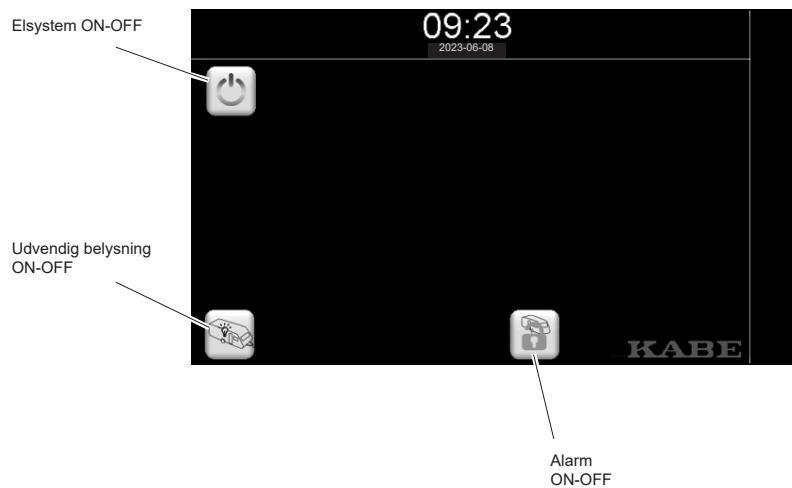 Elsystem ON-OFF
09:23
2023-06-08
Udvendig belysning
ON-OFF
KABE
Alarm
ON-OFF